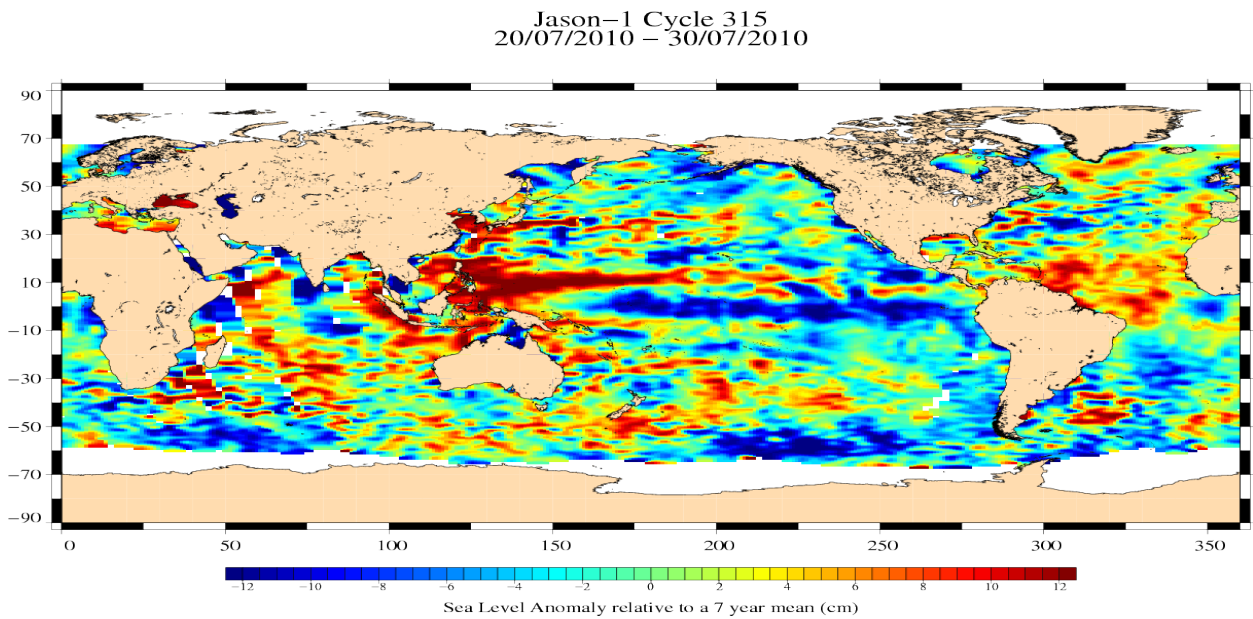 Jason−1 Cycle 315
20/07/2010 − 30/07/2010
90
70
50
30
10
−10
−30
−50
−70
−90
0 50 100 150 200 250 300 350
−12 −10 −8 −6 −4 −2 0 2 4 6 8 10 12
Sea Level Anomaly relative to a 7 year mean (cm)